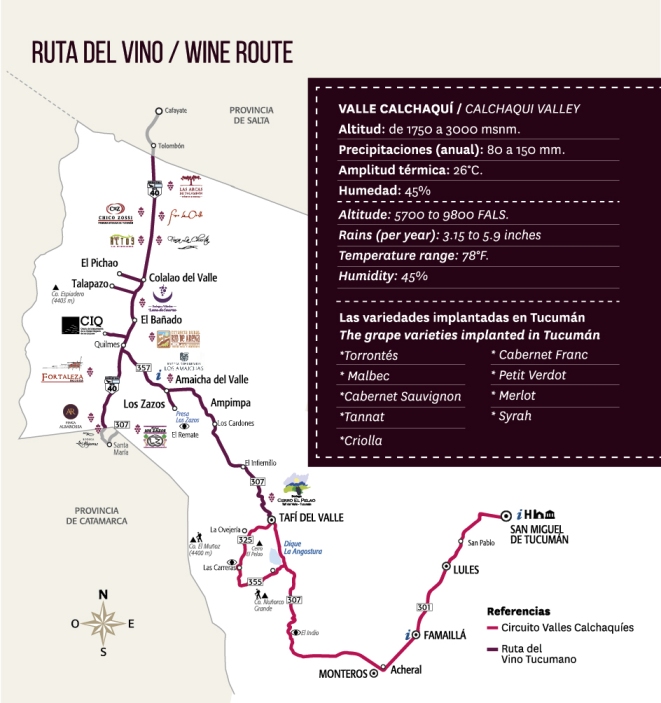 RUTA DEL VINO / WINE ROUTE
PROVINCIA
DE SALTA
Cafayate
Tolombón
VALLE CALCHAQUÍ / CALCHAQUI VALLEY
Altitud: de 1750 a 3000 msnm.
Precipitaciones (anual): 80 a 150 mm.
Amplitud térmica: 26°C.
Humedad: 45%
Altitude: 5700 to 9800 FALS.
Rains (per year): 3.15 to 5.9 inches
Temperature range: 78°F.
Humidity: 45%
Las variedades implantadas en Tucumán
The grape varieties implanted in Tucumán
*Torrontés
* Malbec
*Cabernet Sauvignon
*Tannat
*Criolla
* Cabernet Franc
* Petit Verdot
* Merlot
* Syrah
40
LAS ARCAS
CHICO ZOSSI
ALTOS
El Pichao
Colalao del Valle
Talapazo
Co. Espiadero
(4403 m)
El Bañado
CIQ
Quilmes
357
LOS AMAICHAS
FORTALEZA
i
Amaicha del Valle
40
Los Zazos
Ampimpa
Presa
Los Zazos
Los Cardones
El Remate
307
Santa
María
El Infiernillo
307
CERRO EL PELAO
PROVINCIA
DE CATAMARCA
TAFÍ DEL VALLE
La Ovejería
325
Co. El Muñoz
(4400 m)
Cerro
El Pelao
Dique
La Angostura
Las Carreras
355
Co. Ñuñorco
Grande
307
El Indio
i H
SAN MIGUEL
DE TUCUMÁN
San Pablo
LULES
301
i
FAMAILLÁ
MONTEROS
Acheral
N
O
E
S
Referencias
Circuito Valles Calchaquíes
Ruta del
Vino Tucumano